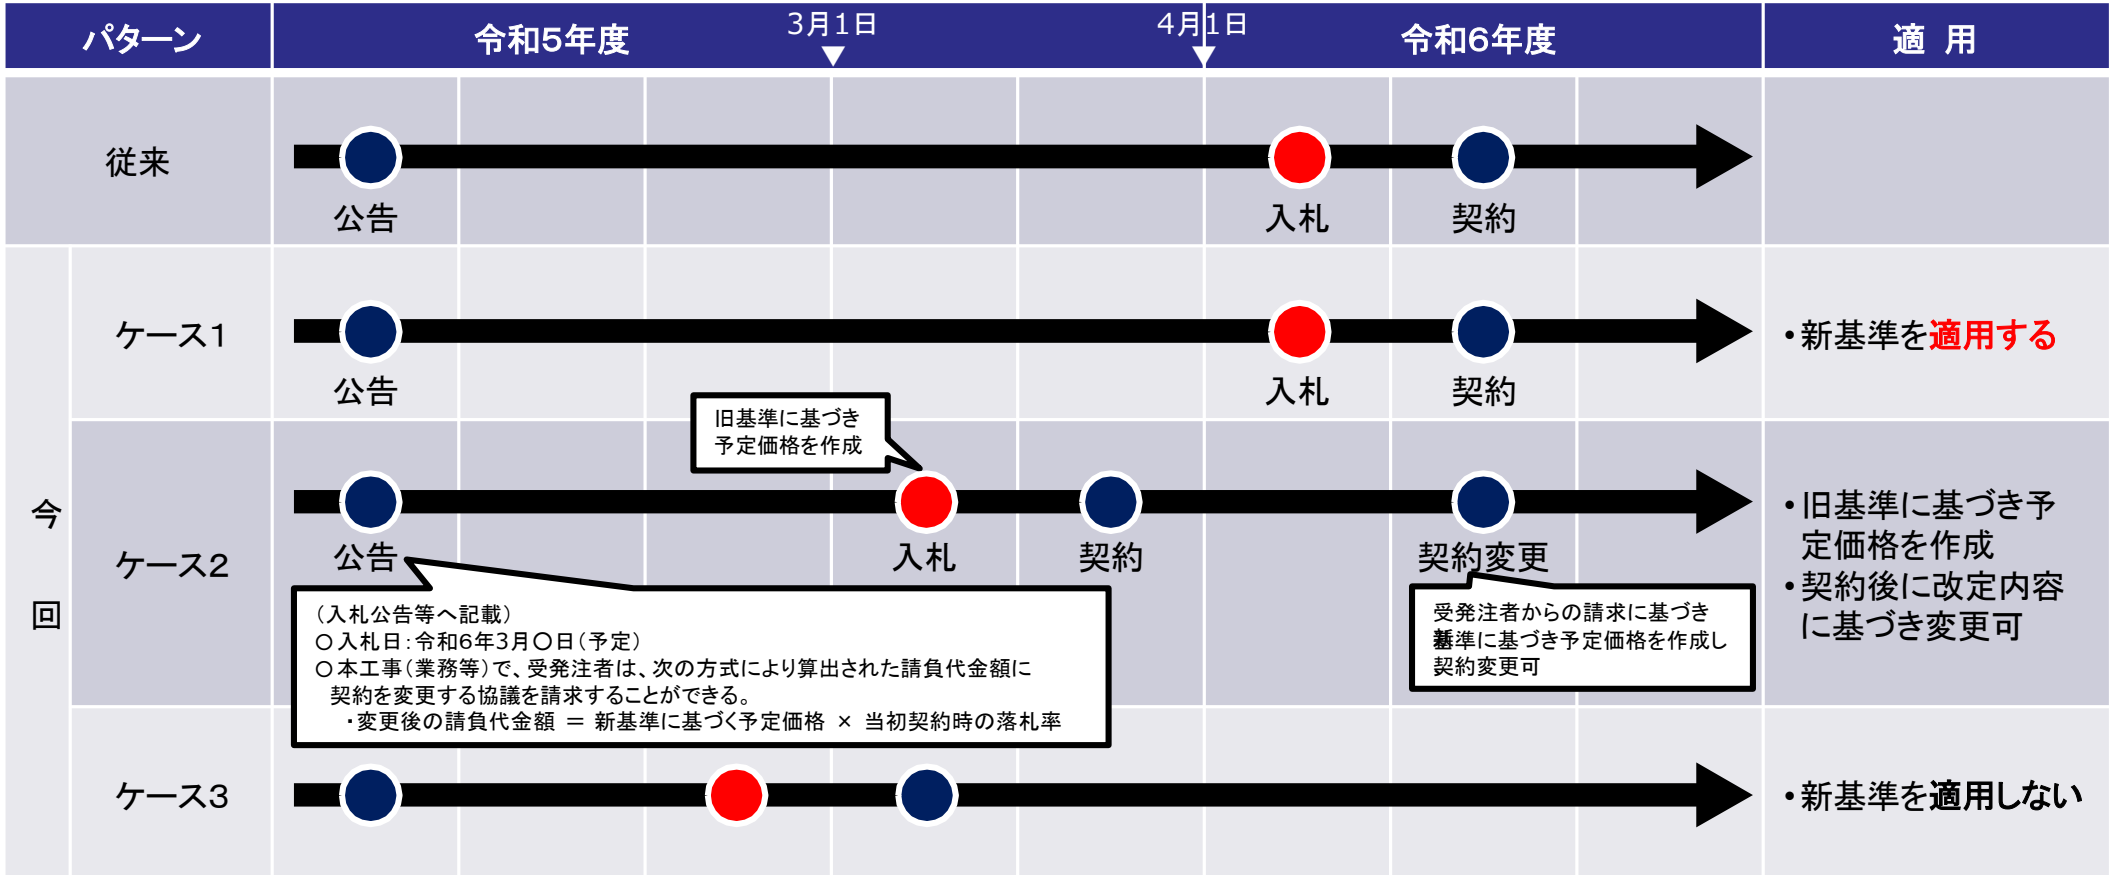 パターン
令和5年度
3月1日
4月1日
令和6年度
適 用
従来
公告
入札
契約
今回
ケース1
公告
入札
契約
・新基準を適用する
ケース2
旧基準に基づき
予定価格を作成
公告
入札
契約
契約変更
(入札公告等へ記載)
○入札日:令和6年3月〇日(予定)
○本工事(業務等)で、受発注者は、次の方式により算出された請負代金額に
契約を変更する協議を請求することができる。
・変更後の請負代金額 = 新基準に基づく予定価格 × 当初契約時の落札率
受発注者からの請求に基づき
新基準に基づき予定価格を作成し
契約変更可
・旧基準に基づき予
定価格を作成
・契約後に改定内容
に基づき変更可
ケース3
・新基準を適用しない